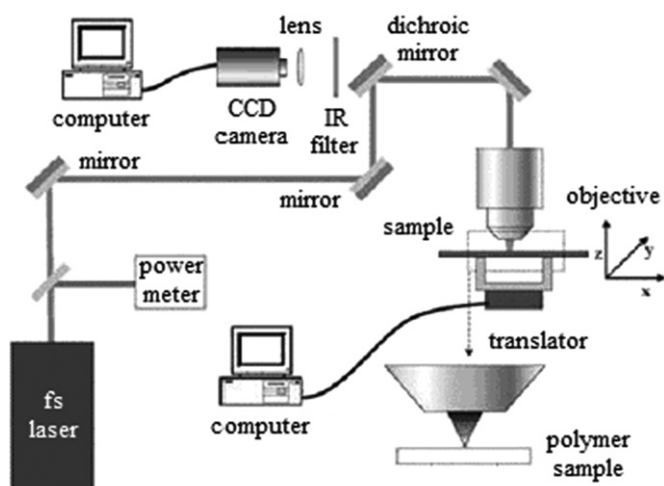 lens
dichroic
mirror
computer
CCD
camera
IR
filter
mirror
mirror
objective
sample
z
y
x
power
meter
translator
fs
laser
computer
polymer
sample